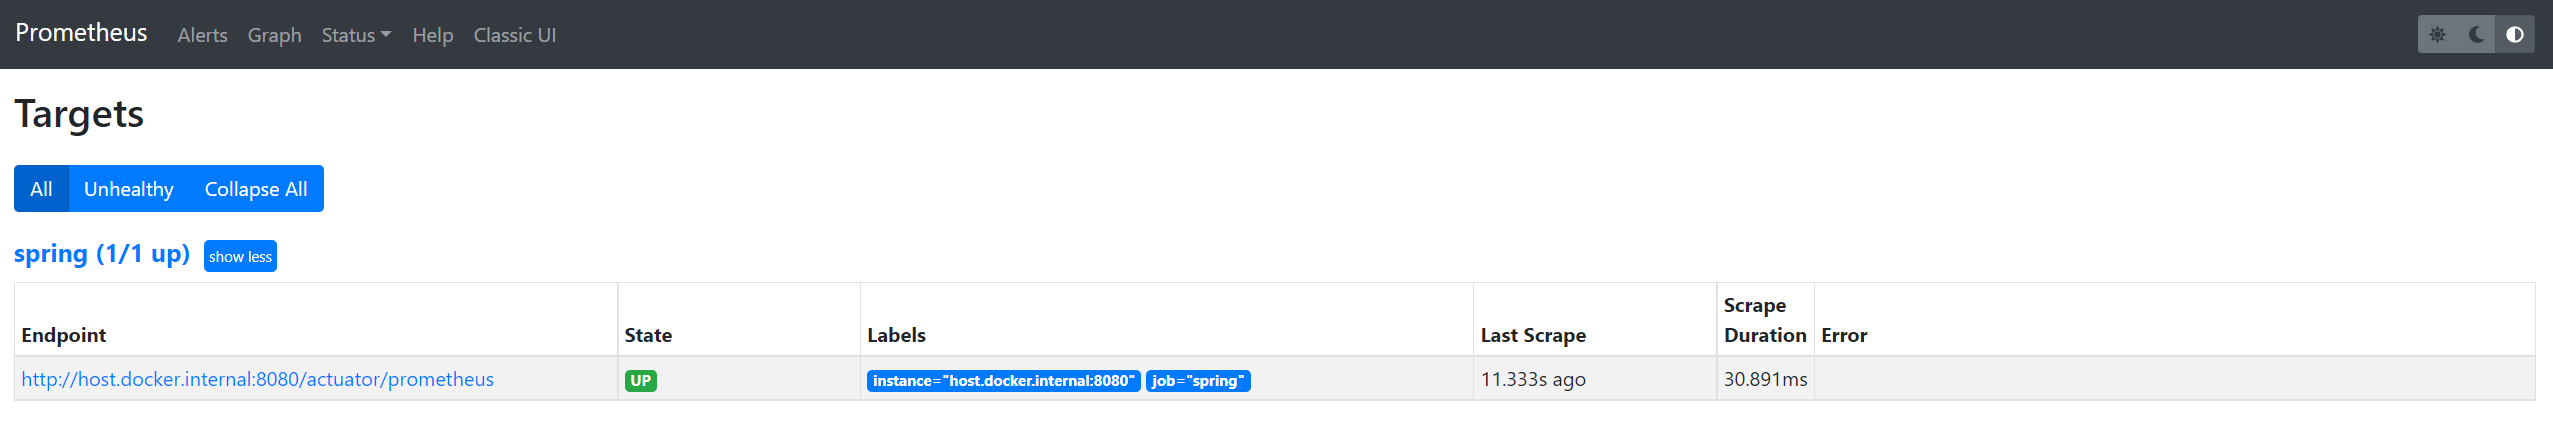 Prometheus Alerts Graph Status Help Classic UI
Targets
All Unhealthy Collapse All
spring (1/1 up) show less
Endpoint State Labels Last Scrape Scrape Duration Error
http://host.docker.internal:8080/actuator/prometheus UP instance="host.docker.internal:8080" job="spring" 11.333s ago 30.891ms